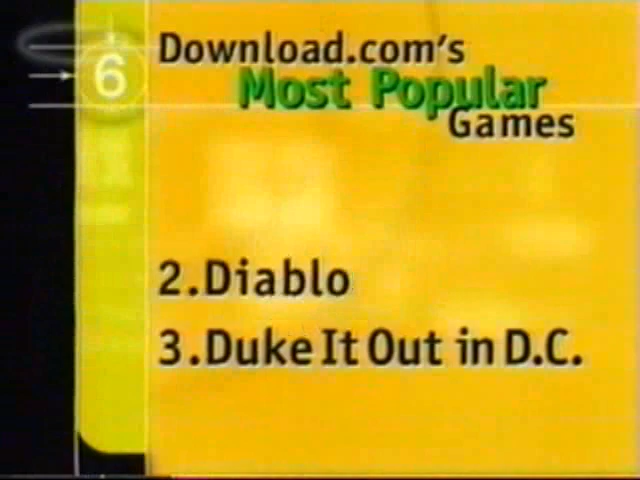 6
Download.com's
Most Popular
Games
2.Diablo
3.Duke It Out in D.C.